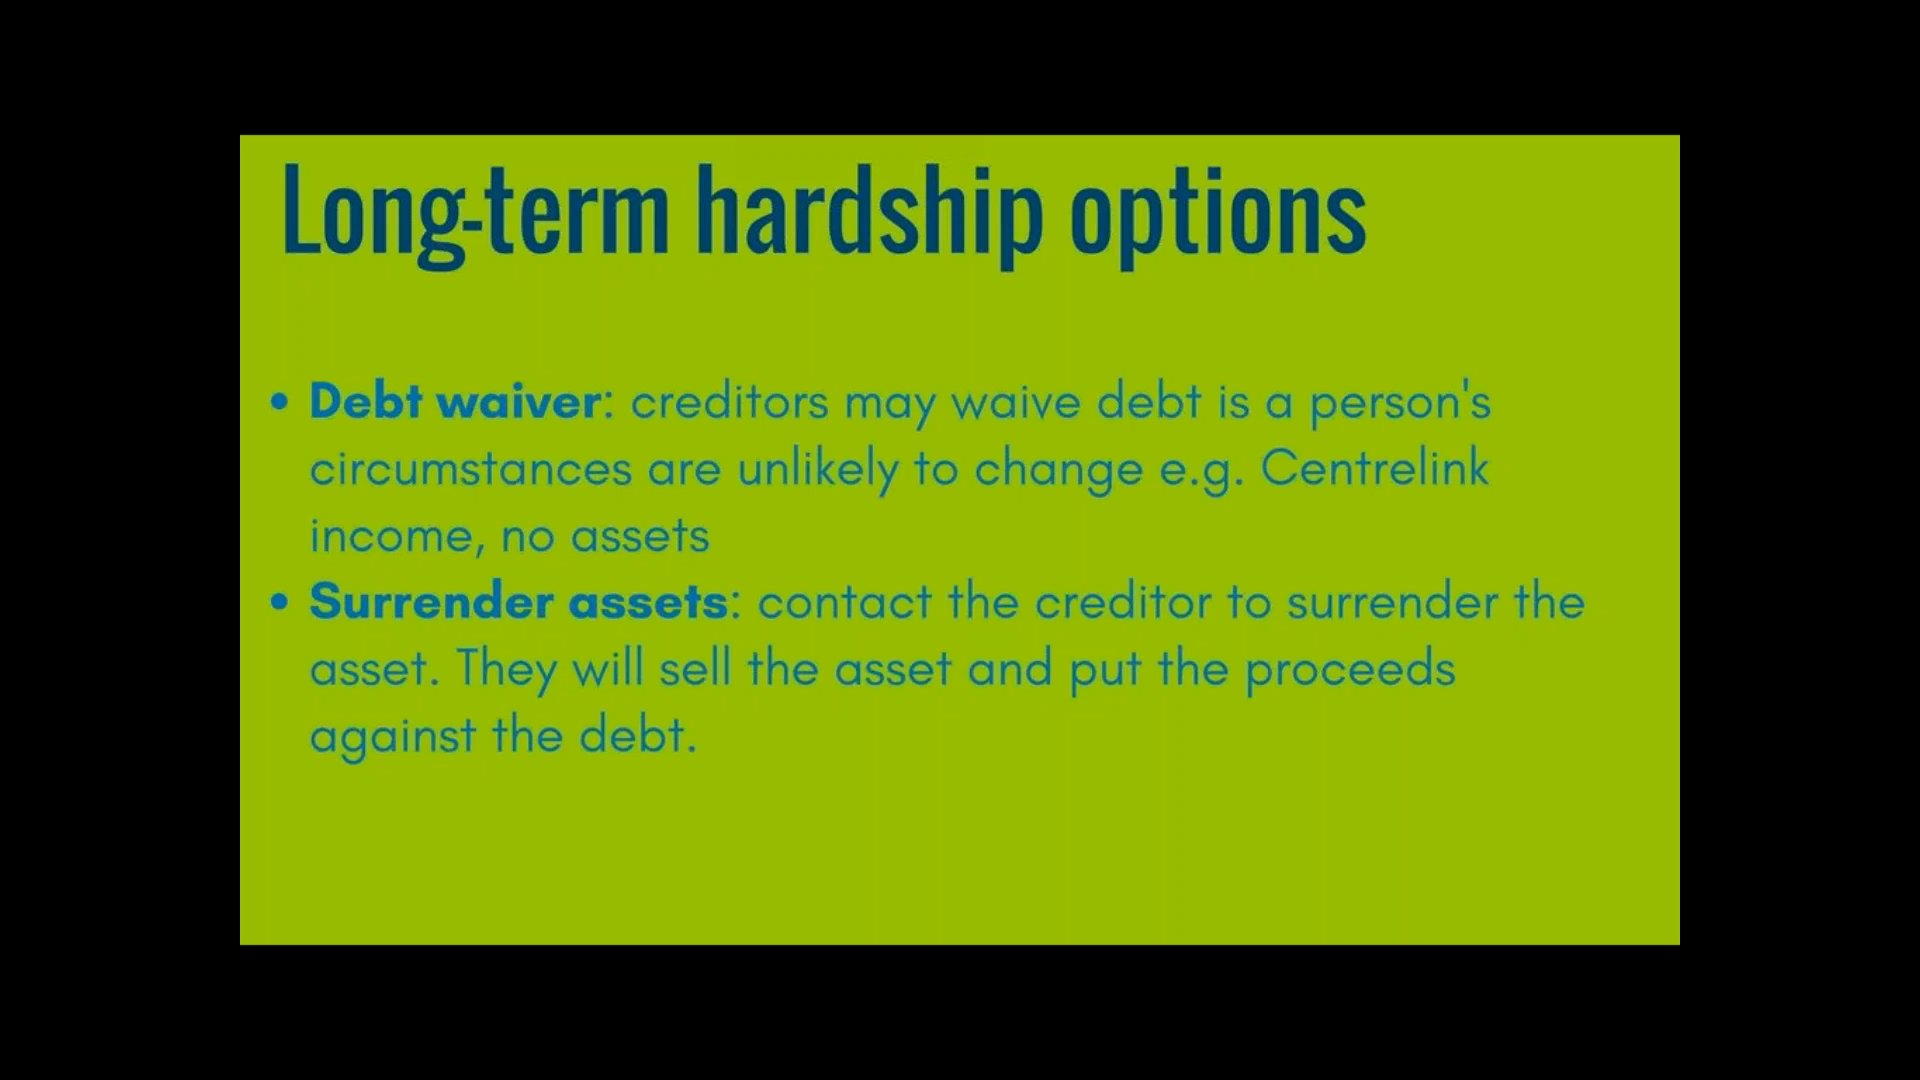 Long-term hardship options
• Debt waiver: creditors may waive debt is a person's
circumstances are unlikely to change e.g. Centrelink
income, no assets
• Surrender assets: contact the creditor to surrender the
asset. They will sell the asset and put the proceeds
against the debt.